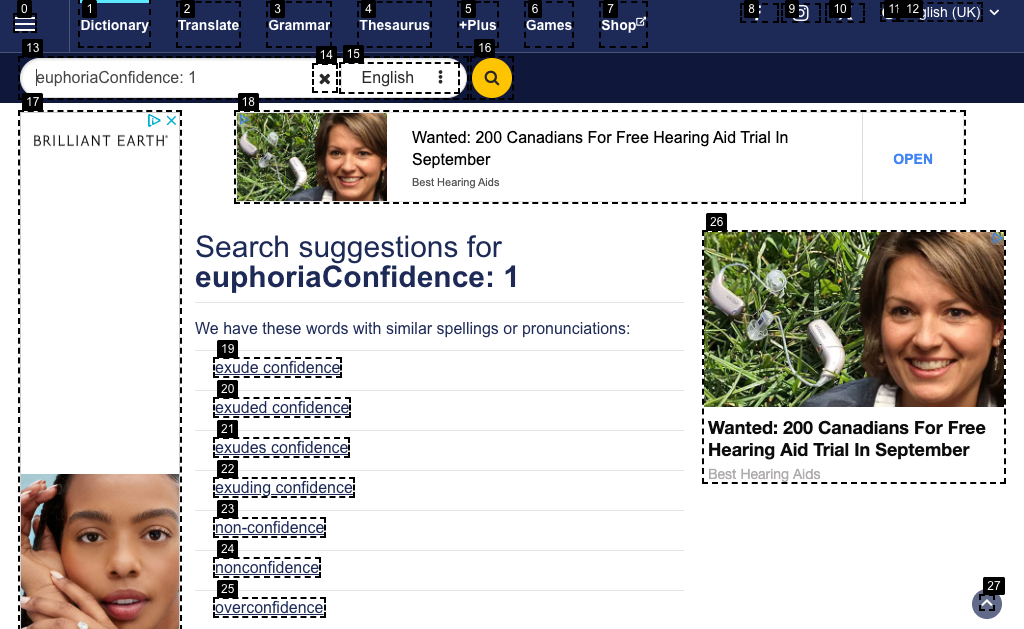 0 1 2 3 4 5 6 7 8 9 10 11 12
Dictionary Translate Grammar Thesaurus +Plus Games Shop glish (UK)
13 14 15 16
euphoriaConfidence: 1 English
17 18
BRILLIANT EARTH
Wanted: 200 Canadians For Free Hearing Aid Trial In
September
Best Hearing Aids
OPEN
26
Search suggestions for
euphoriaConfidence: 1
We have these words with similar spellings or pronunciations:
19
exude confidence
20
exuded confidence
21
exudes confidence
22
exuding confidence
23
non-confidence
24
nonconfidence
25
overconfidence
Wanted: 200 Canadians For Free
Hearing Aid Trial In September
Best Hearing Aids
27